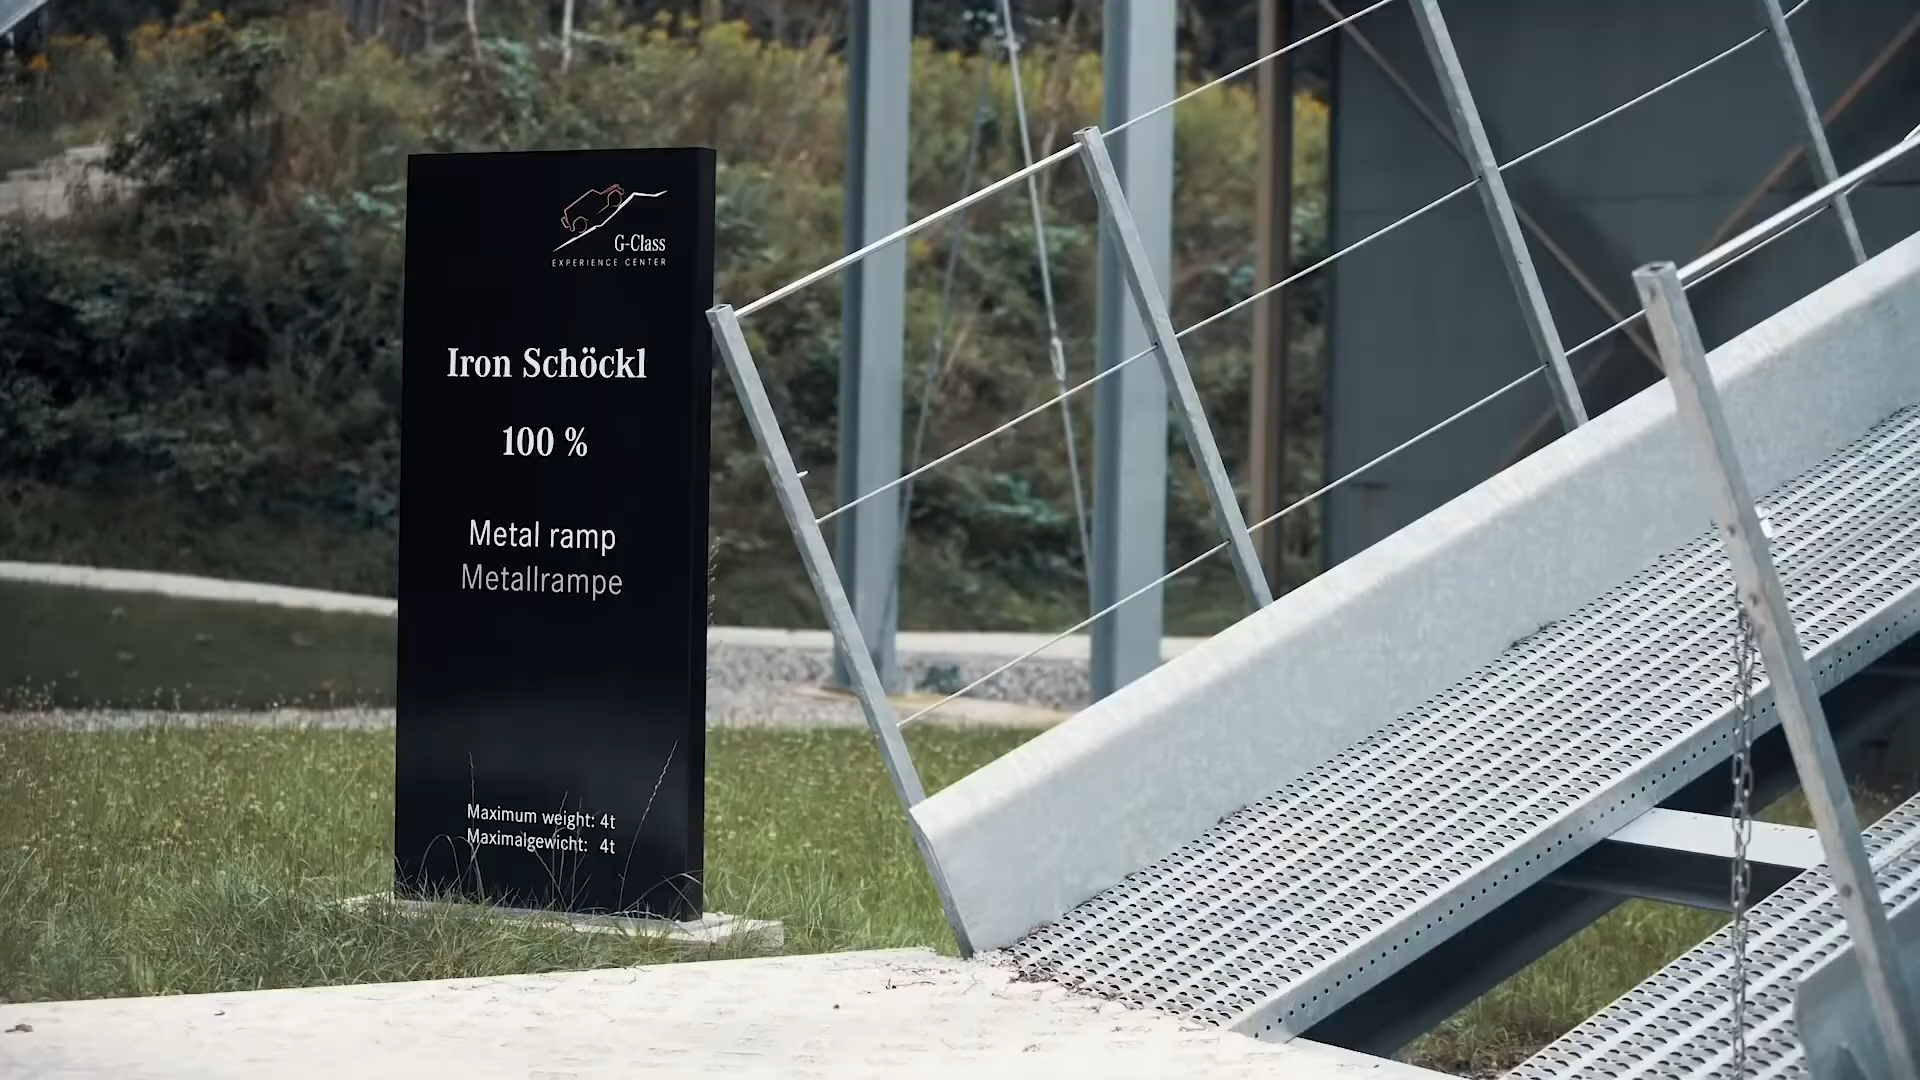 G-Class
EXPERIENCE CENTER
Iron Schöckl
100 %
Metal ramp
Metallrampe
Maximum weight: 4t
Maximalgewicht: 4t